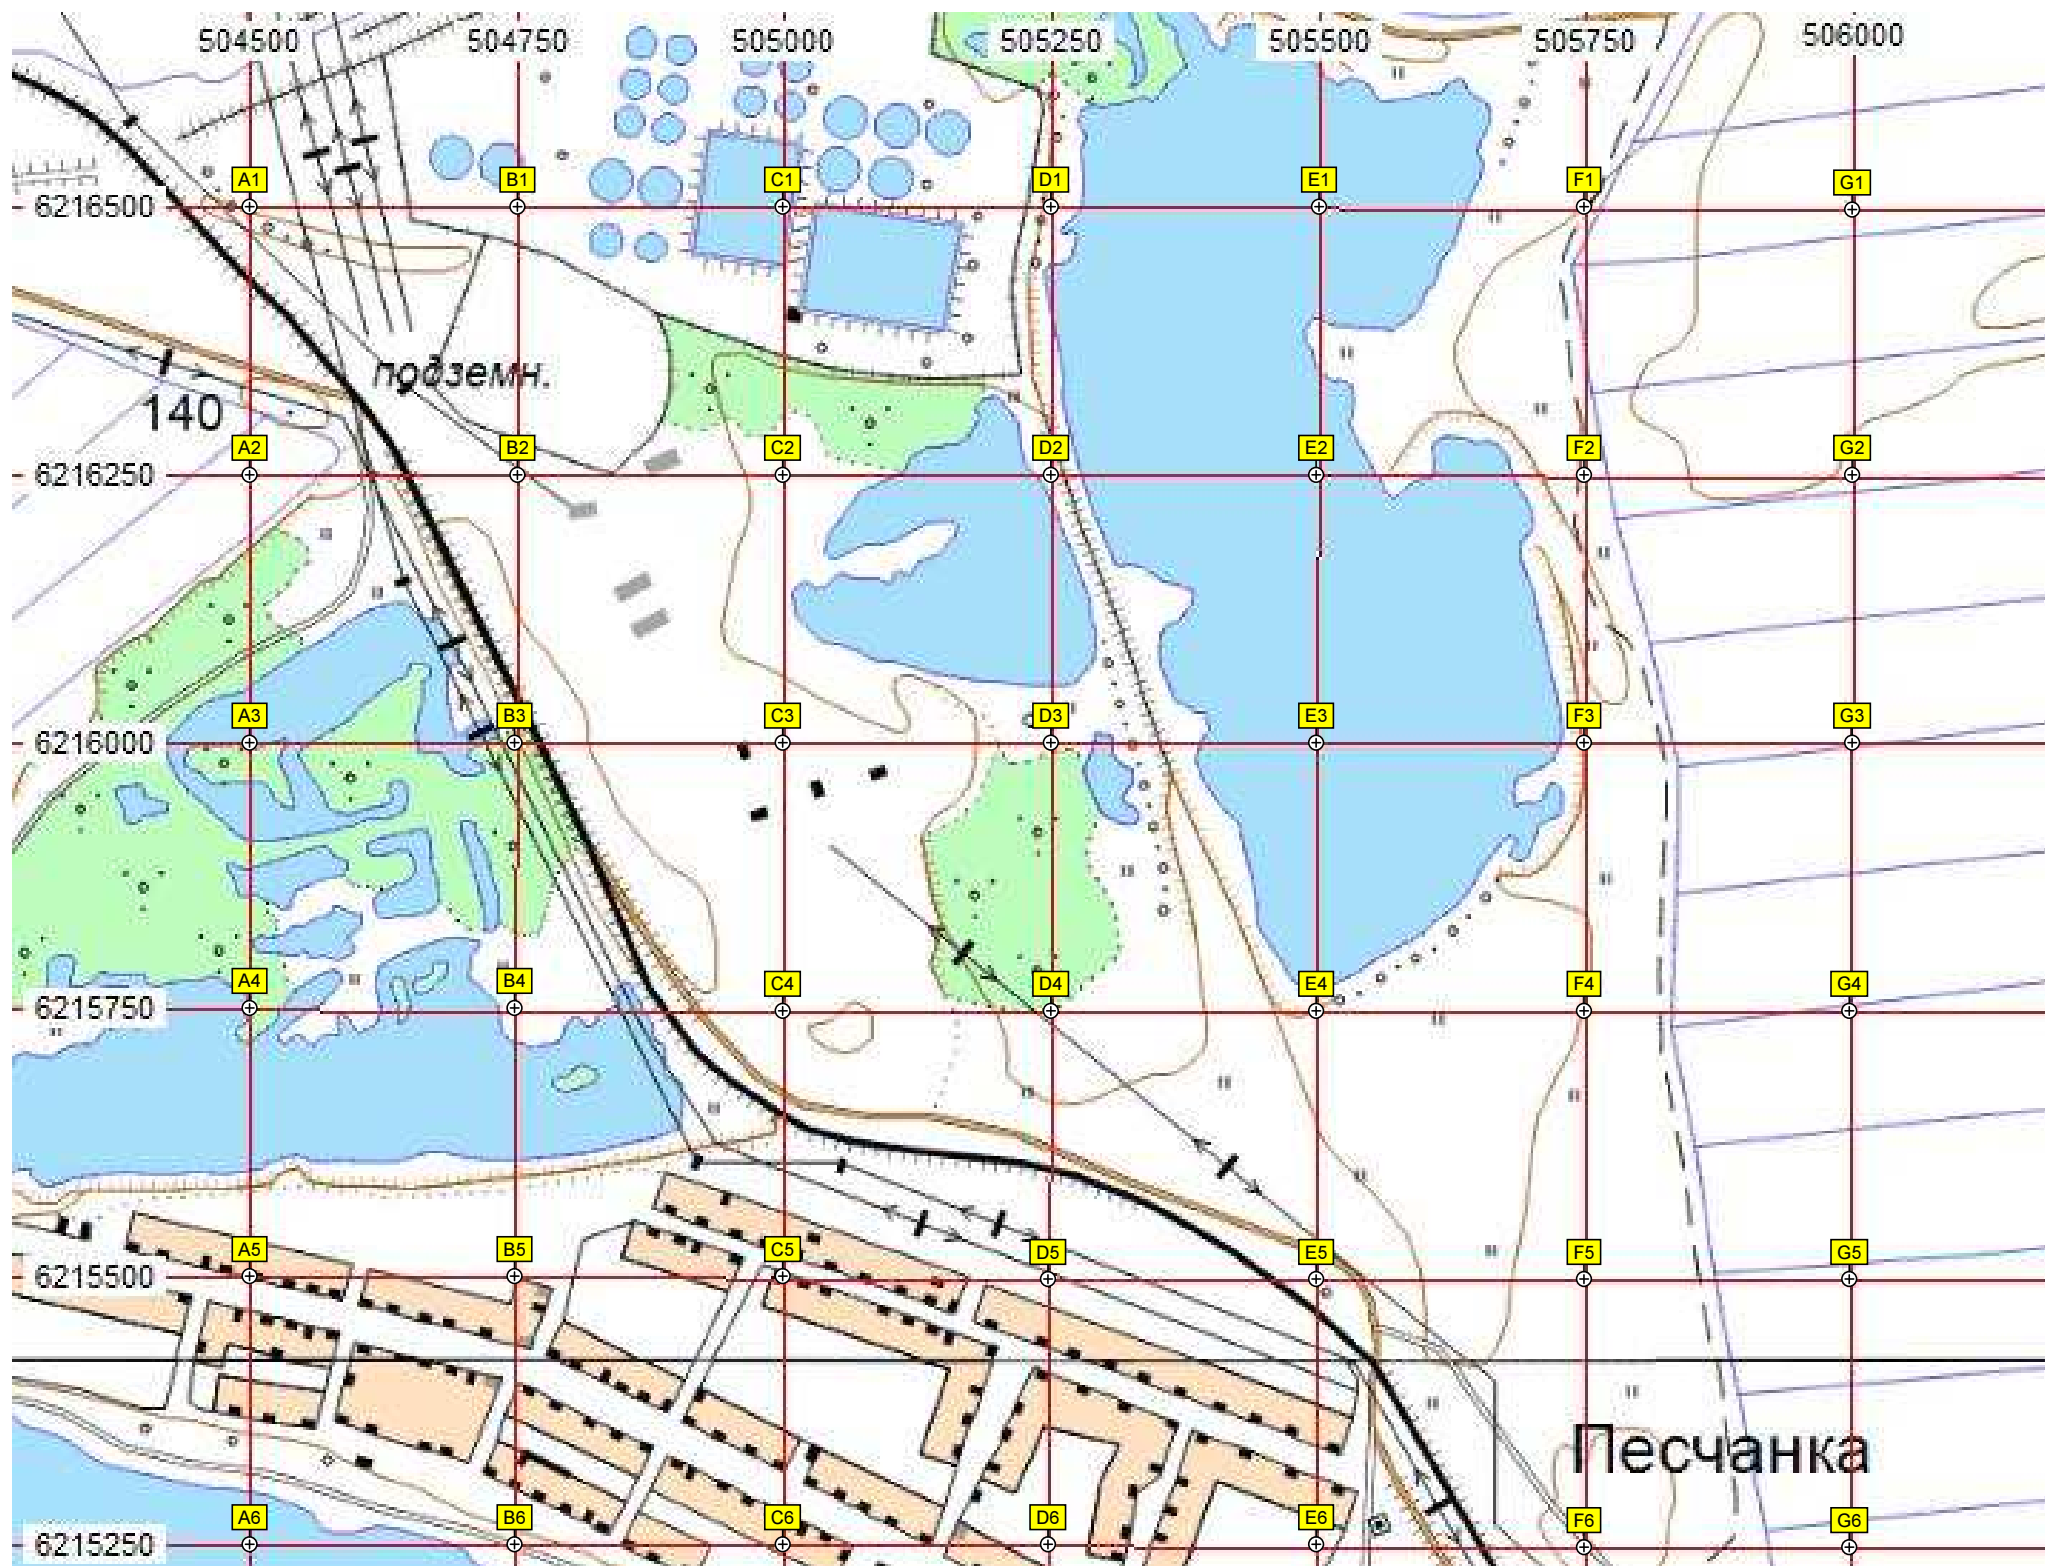 504500 504750 505000 505250 505500 505750 506000
A1 B1 C1 D1 E1 F1 G1
6216500
подземн.
140
A2 B2 C2 D2 E2 F2 G2
6216250
A3 B3 C3 D3 E3 F3 G3
6216000
A4 B4 C4 D4 E4 F4 G4
6215750
A5 B5 C5 D5 E5 F5 G5
6215500
Песчанка
A6 B6 C6 D6 E6 F6 G6
6215250